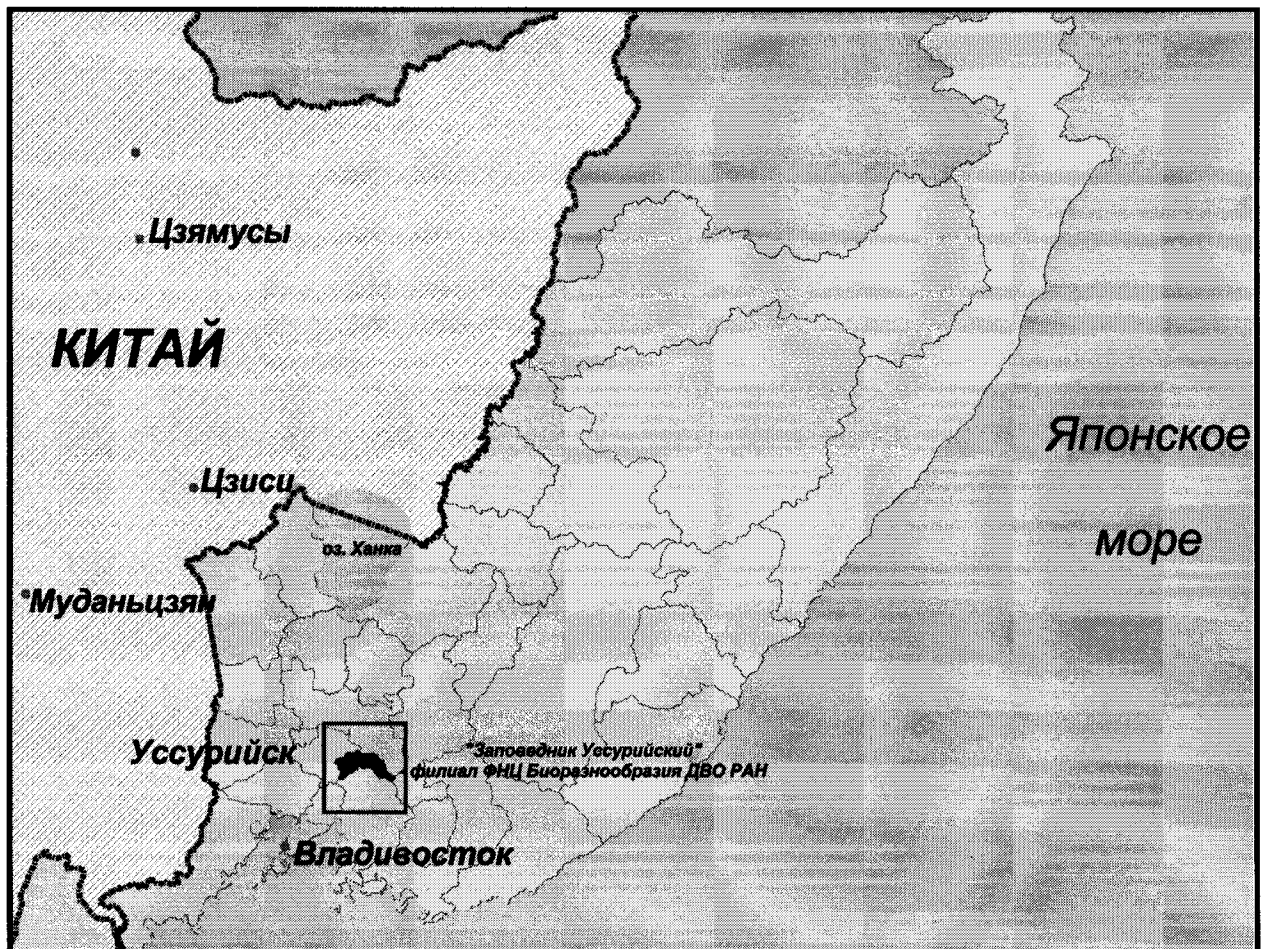 Цзямусы
КИТАЙ
Японское
море
Цзиси
оз. Ханка
Муданьцзян
Уссурийск
"Заповедник Уссурийский"
филиал ФНЦ Биоразнообразия ДВО РАН
Владивосток